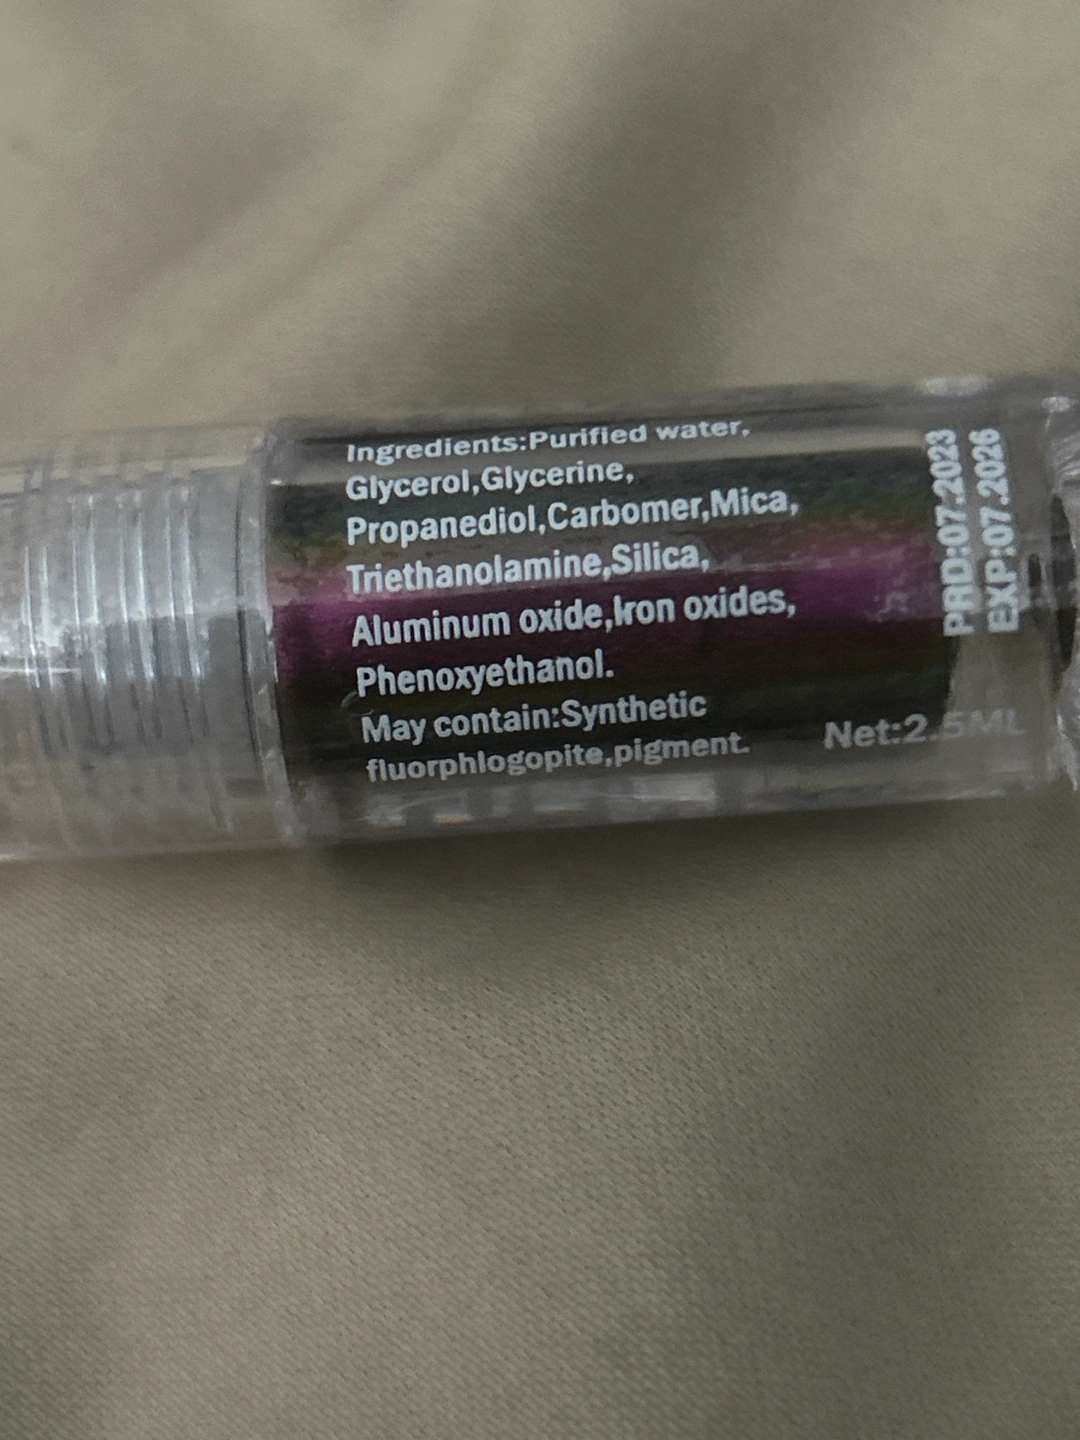 Ingredients:Purified water,
Glycerol,Glycerine,
Propanediol,Carbomer,Mica,
Triethanolamine,Silica,
Aluminum oxide,Iron oxides,
Phenoxyethanol.
May contain:Synthetic
fluorphlogopite,pigment.
Net:2.5ML
PRD:07.2023
EXP:07.2026